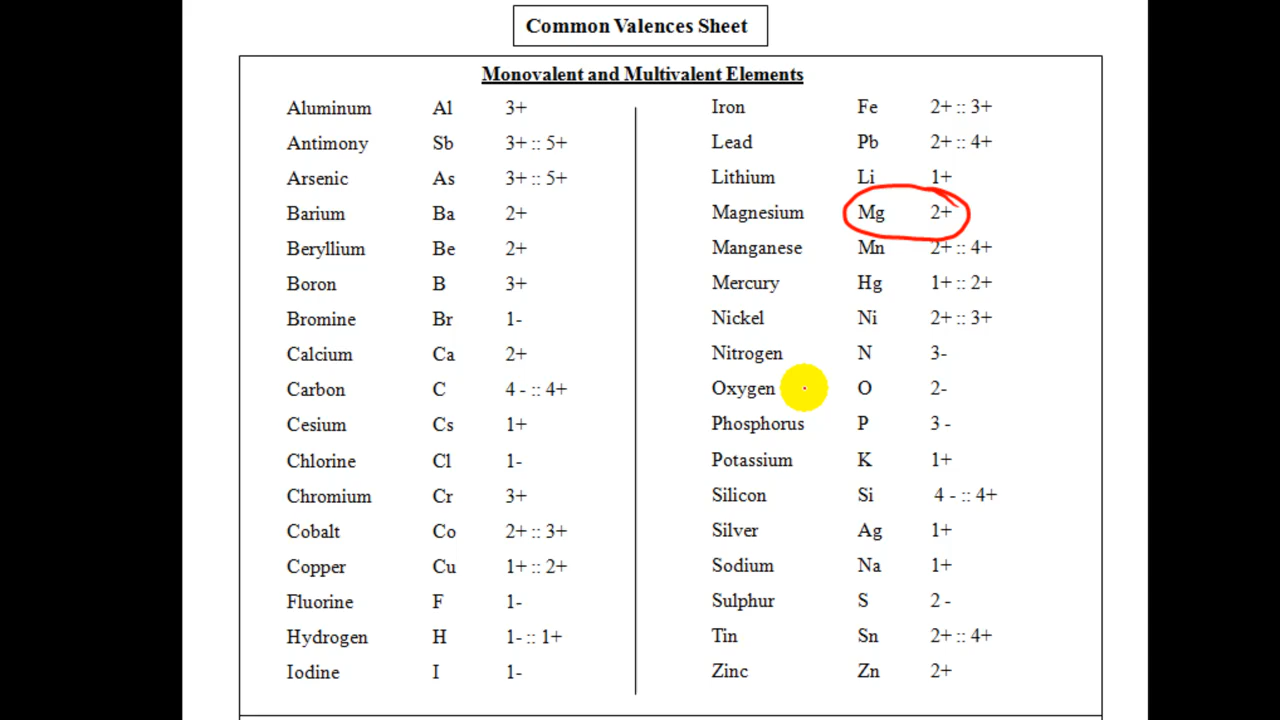 Common Valences Sheet
Monovalent and Multivalent Elements
Aluminum Al 3+
Antimony Sb 3+ :: 5+
Arsenic As 3+ :: 5+
Barium Ba 2+
Beryllium Be 2+
Boron B 3+
Bromine Br 1-
Calcium Ca 2+
Carbon C 4 - :: 4+
Cesium Cs 1+
Chlorine Cl 1-
Chromium Cr 3+
Cobalt Co 2+ :: 3+
Copper Cu 1+ :: 2+
Fluorine F 1-
Hydrogen H 1- :: 1+
Iodine I 1-
Iron Fe 2+ :: 3+
Lead Pb 2+ :: 4+
Lithium Li 1+
Magnesium Mg 2+
Manganese Mn 2+ :: 4+
Mercury Hg 1+ :: 2+
Nickel Ni 2+ :: 3+
Nitrogen N 3-
Oxygen O 2-
Phosphorus P 3 -
Potassium K 1+
Silicon Si 4 - :: 4+
Silver Ag 1+
Sodium Na 1+
Sulphur S 2 -
Tin Sn 2+ :: 4+
Zinc Zn 2+